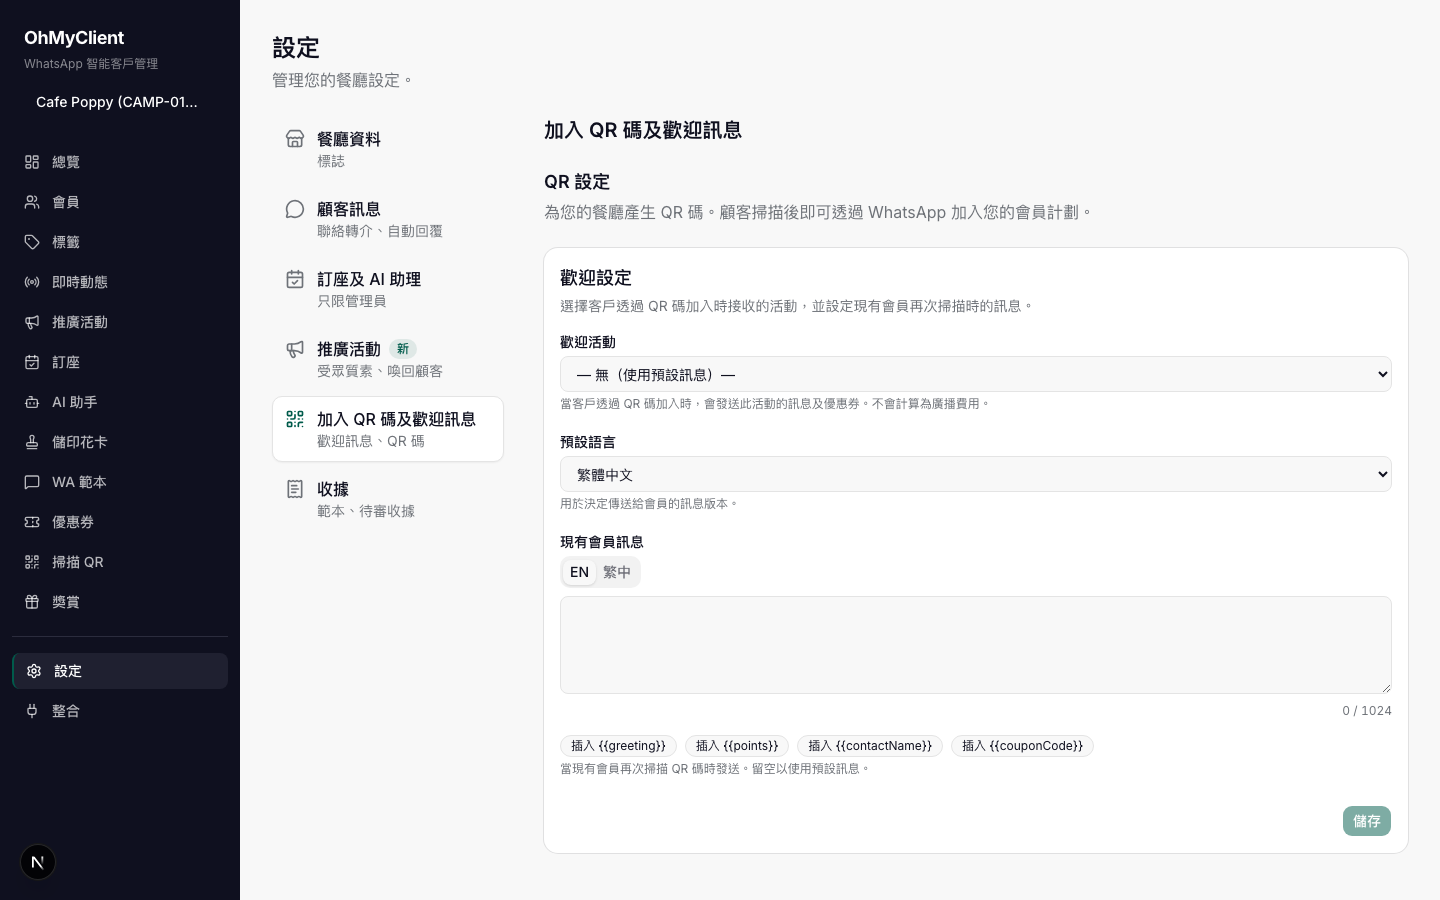 OhMyClient
WhatsApp 智能客戶管理
Cafe Poppy (CAMP-01...
總覽
會員
標籤
即時動態
推廣活動
訂座
AI 助手
儲印花卡
WA 範本
優惠券
掃描 QR
獎賞
設定
整合
N
設定
管理您的餐廳設定。
餐廳資料
標誌
顧客訊息
聯絡轉介、自動回覆
訂座及 AI 助理
只限管理員
推廣活動 新
受眾質素、喚回顧客
加入 QR 碼及歡迎訊息
歡迎訊息、QR 碼
收據
範本、待審收據
加入 QR 碼及歡迎訊息
QR 設定
為您的餐廳產生 QR 碼。顧客掃描後即可透過 WhatsApp 加入您的會員計劃。
歡迎設定
選擇客戶透過 QR 碼加入時接收的活動，並設定現有會員再次掃描時的訊息。
歡迎活動
— 無（使用預設訊息）—
當客戶透過 QR 碼加入時，會發送此活動的訊息及優惠券。不會計算為廣播費用。
預設語言
繁體中文
用於決定傳送給會員的訊息版本。
現有會員訊息
EN 繁中
0 / 1024
插入 {{greeting}} 插入 {{points}} 插入 {{contactName}} 插入 {{couponCode}}
當現有會員再次掃描 QR 碼時發送。留空以使用預設訊息。
儲存